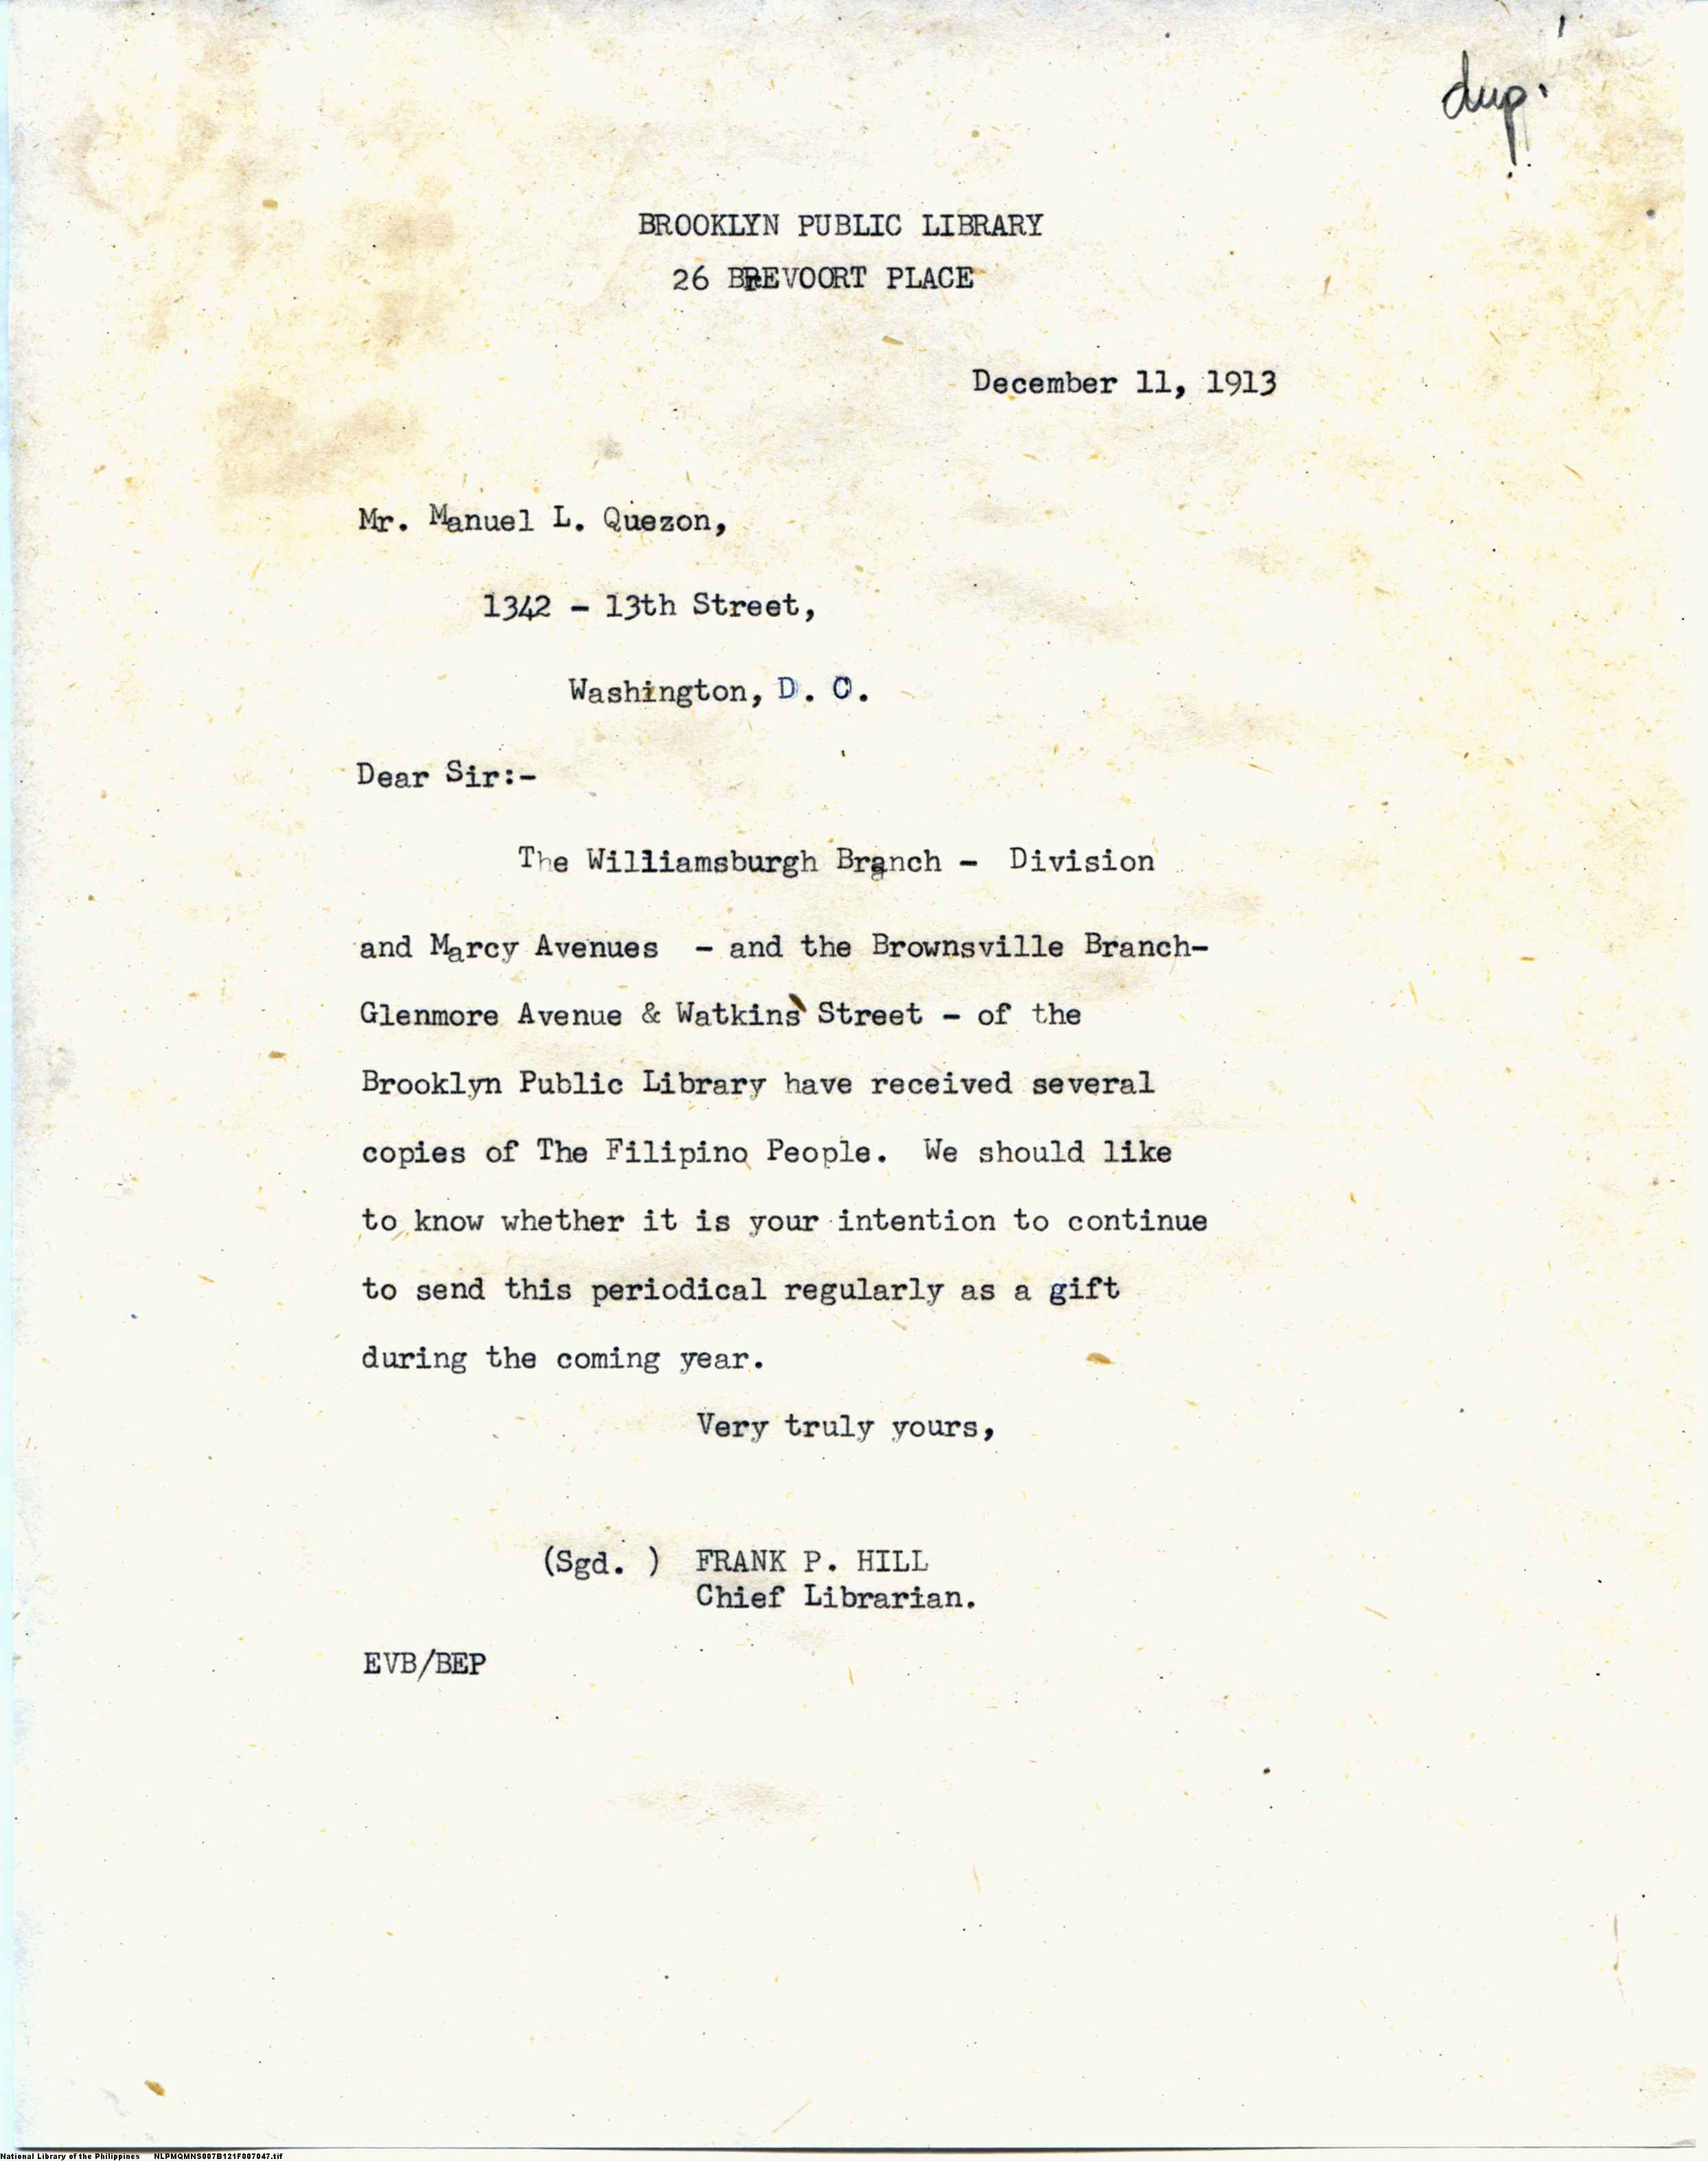 dup.
BROOKLYN PUBLIC LIBRARY
26 BREVOORT PLACE
December 11, 1913
Mr. Manuel L. Quezon,
1342 - 13th Street,
Washington, D. C.
Dear Sir:-
The Williamsburgh Branch - Division
and Marcy Avenues - and the Brownsville Branch-
Glenmore Avenue & Watkins Street - of the
Brooklyn Public Library have received several
copies of The Filipino People. We should like
to know whether it is your intention to continue
to send this periodical regularly as a gift
during the coming year.
Very truly yours,
(Sgd. ) FRANK P. HILL
Chief Librarian.
EVB/BEP
National Library of the Philippines NLPMQMNS007B121F007047.tif